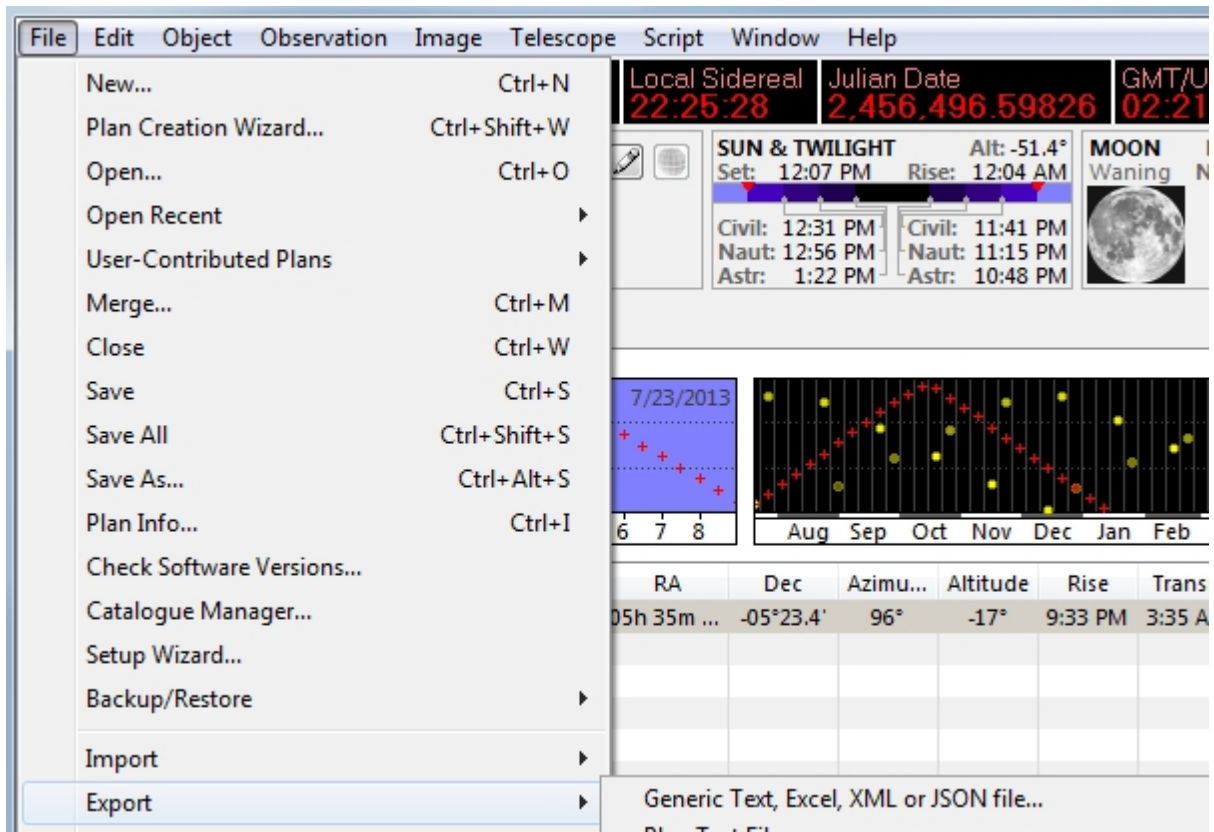 File Edit Object Observation Image Telescope Script Window Help
New... Ctrl+N
Plan Creation Wizard... Ctrl+Shift+W
Open... Ctrl+O
Open Recent
User-Contributed Plans
Merge... Ctrl+M
Close Ctrl+W
Save Ctrl+S
Save All Ctrl+Shift+S
Save As... Ctrl+Alt+S
Plan Info... Ctrl+I
Check Software Versions...
Catalogue Manager...
Setup Wizard...
Backup/Restore
Import
Export
Generic Text, Excel, XML or JSON file...
Local Sidereal
22:25:28
Julian Date
2,456,496.59826
GMT/U
02:21
SUN & TWILIGHT Alt: -51.4°
Set: 12:07 PM Rise: 12:04 AM
Civil: 12:31 PM Civil: 11:41 PM
Naut: 12:56 PM Naut: 11:15 PM
Astr: 1:22 PM Astr: 10:48 PM
MOON
Waning N
7/23/2013
6 7 8
Aug Sep Oct Nov Dec Jan Feb
RA Dec Azimu... Altitude Rise Trans
05h 35m ... -05°23.4' 96° -17° 9:33 PM 3:35 A